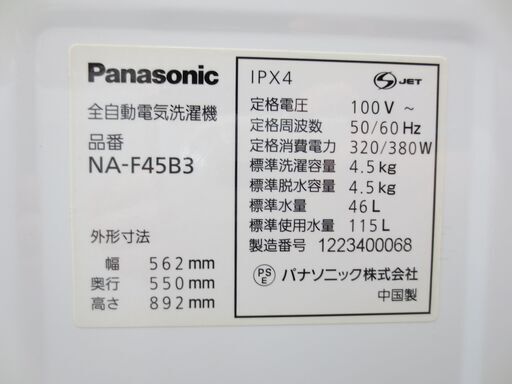 Panasonic
全自動電気洗濯機
品番
NA-F45B3
外形寸法
幅 562mm
奥行 550mm
高さ 892mm
IPX4
S JET
定格電圧 100V ~
定格周波数 50/60Hz
定格消費電力 320/380W
標準洗濯容量 4.5kg
標準脱水容量 4.5kg
標準水量 46L
標準使用水量 115L
製造番号 1223400068
PS E パナソニック株式会社
中国製